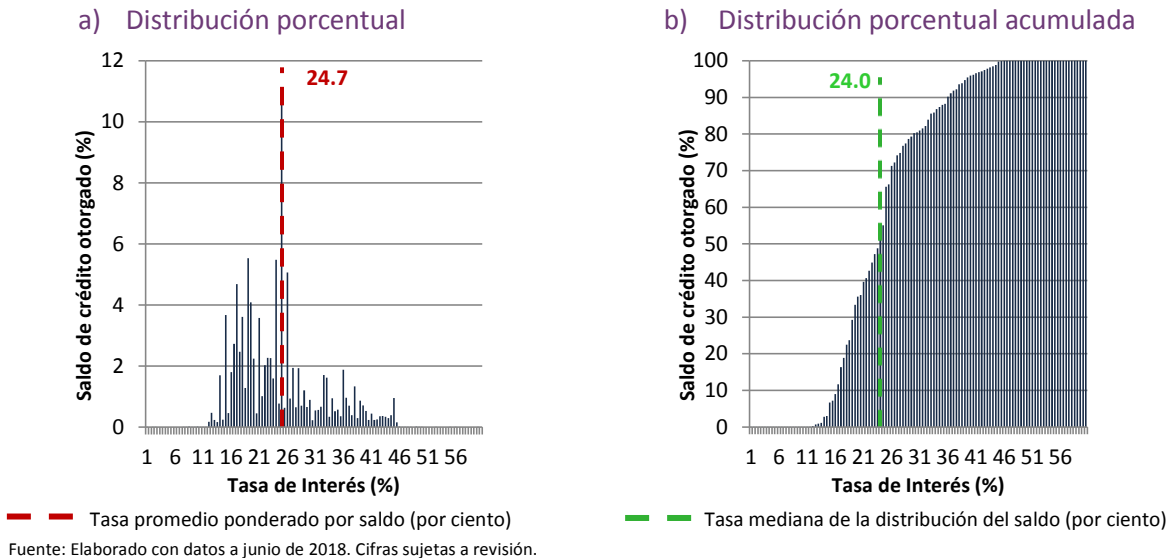 a) Distribución porcentual
Saldo de crédito otorgado (%)
12
10
8
6
4
2
0
24.7
1 6 11 16 21 26 31 36 41 46 51 56
Tasa de Interés (%)
Tasa promedio ponderado por saldo (por ciento)
b) Distribución porcentual acumulada
Saldo de crédito otorgado (%)
100
90
80
70
60
50
40
30
20
10
0
24.0
1 6 11 16 21 26 31 36 41 46 51 56
Tasa de Interés (%)
Tasa mediana de la distribución del saldo (por ciento)
Fuente: Elaborado con datos a junio de 2018. Cifras sujetas a revisión.